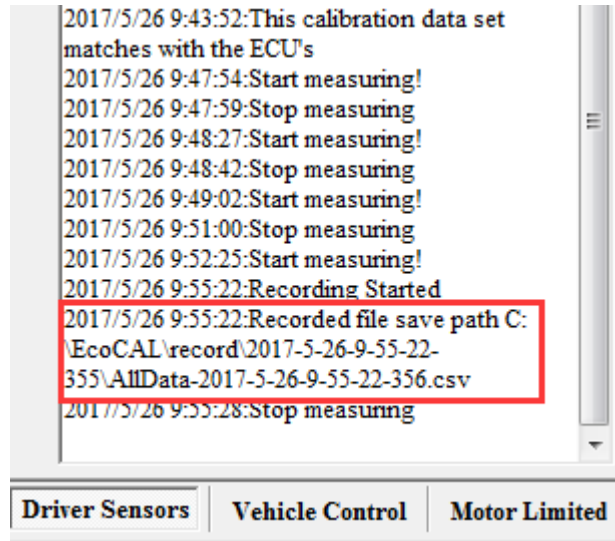 2017/5/26 9:43:52:This calibration data set
matches with the ECU's
2017/5/26 9:47:54:Start measuring!
2017/5/26 9:47:59:Stop measuring
2017/5/26 9:48:27:Start measuring!
2017/5/26 9:48:42:Stop measuring
2017/5/26 9:49:02:Start measuring!
2017/5/26 9:51:00:Stop measuring
2017/5/26 9:52:25:Start measuring!
2017/5/26 9:55:22:Recording Started
2017/5/26 9:55:22:Recorded file save path C:
\EcoCAL\record\2017-5-26-9-55-22-
355\AllData-2017-5-26-9-55-22-356.csv
2017/5/26 9:55:28:Stop measuring
Driver Sensors Vehicle Control Motor Limited